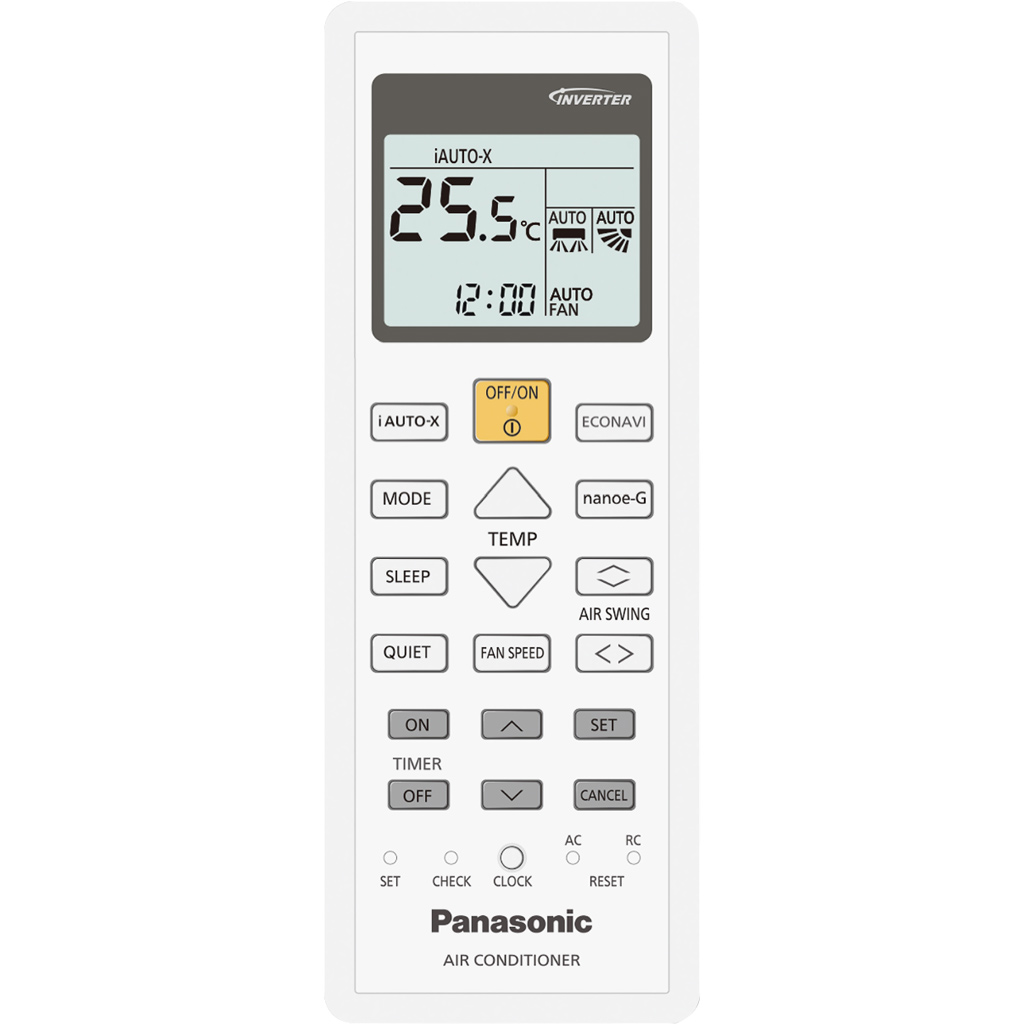 INVERTER
iAUTO-X
25.5°C
AUTO AUTO
12:00
AUTO
FAN
OFF/ON
i AUTO-X
ECONAVI
MODE
nanoe-G
TEMP
SLEEP
AIR SWING
QUIET
FAN SPEED
ON
SET
TIMER
OFF
CANCEL
AC RC
SET CHECK CLOCK RESET
Panasonic
AIR CONDITIONER